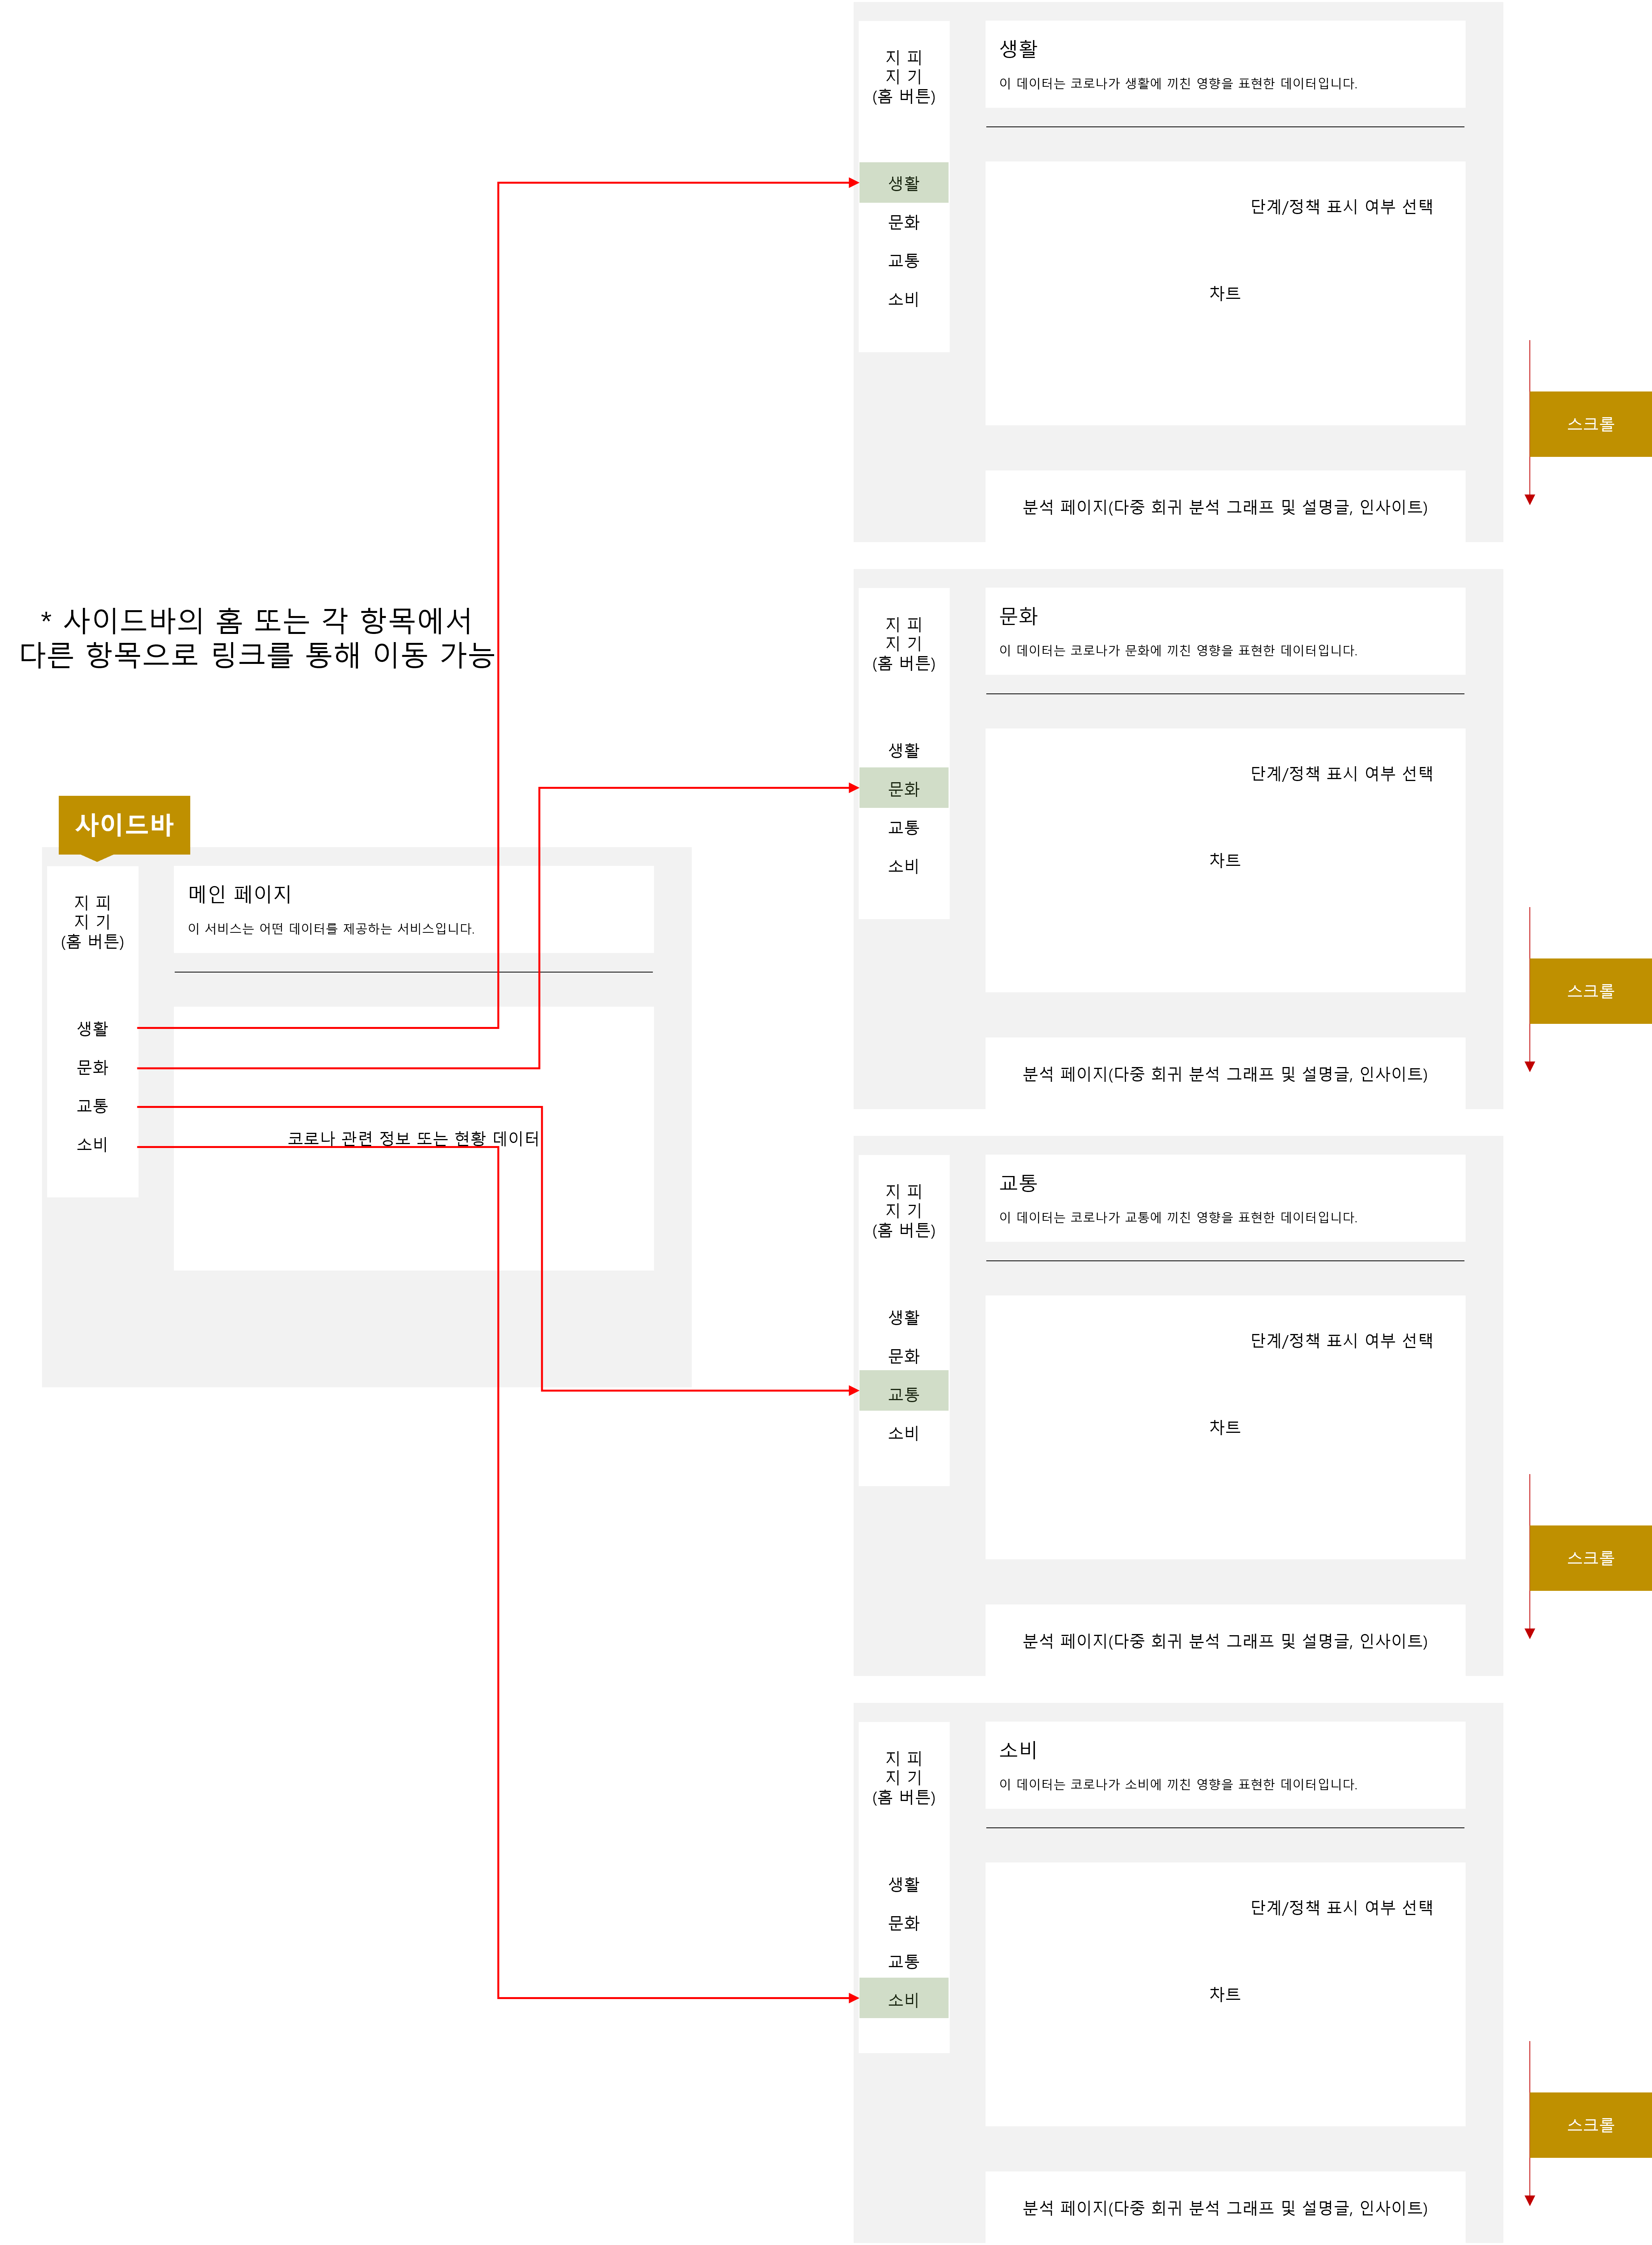 * 사이드바의 홈 또는 각 항목에서
다른 항목으로 링크를 통해 이동 가능
사이드바
지 피
지 기
(홈 버튼)
생활
문화
교통
소비
메인 페이지
이 서비스는 어떤 데이터를 제공하는 서비스입니다.
코로나 관련 정보 또는 현황 데이터
지 피
지 기
(홈 버튼)
생활
문화
교통
소비
생활
이 데이터는 코로나가 생활에 끼친 영향을 표현한 데이터입니다.
단계/정책 표시 여부 선택
차트
분석 페이지(다중 회귀 분석 그래프 및 설명글, 인사이트)
스크롤
지 피
지 기
(홈 버튼)
생활
문화
교통
소비
문화
이 데이터는 코로나가 문화에 끼친 영향을 표현한 데이터입니다.
단계/정책 표시 여부 선택
차트
분석 페이지(다중 회귀 분석 그래프 및 설명글, 인사이트)
스크롤
지 피
지 기
(홈 버튼)
생활
문화
교통
소비
교통
이 데이터는 코로나가 교통에 끼친 영향을 표현한 데이터입니다.
단계/정책 표시 여부 선택
차트
분석 페이지(다중 회귀 분석 그래프 및 설명글, 인사이트)
스크롤
지 피
지 기
(홈 버튼)
생활
문화
교통
소비
소비
이 데이터는 코로나가 소비에 끼친 영향을 표현한 데이터입니다.
단계/정책 표시 여부 선택
차트
분석 페이지(다중 회귀 분석 그래프 및 설명글, 인사이트)
스크롤